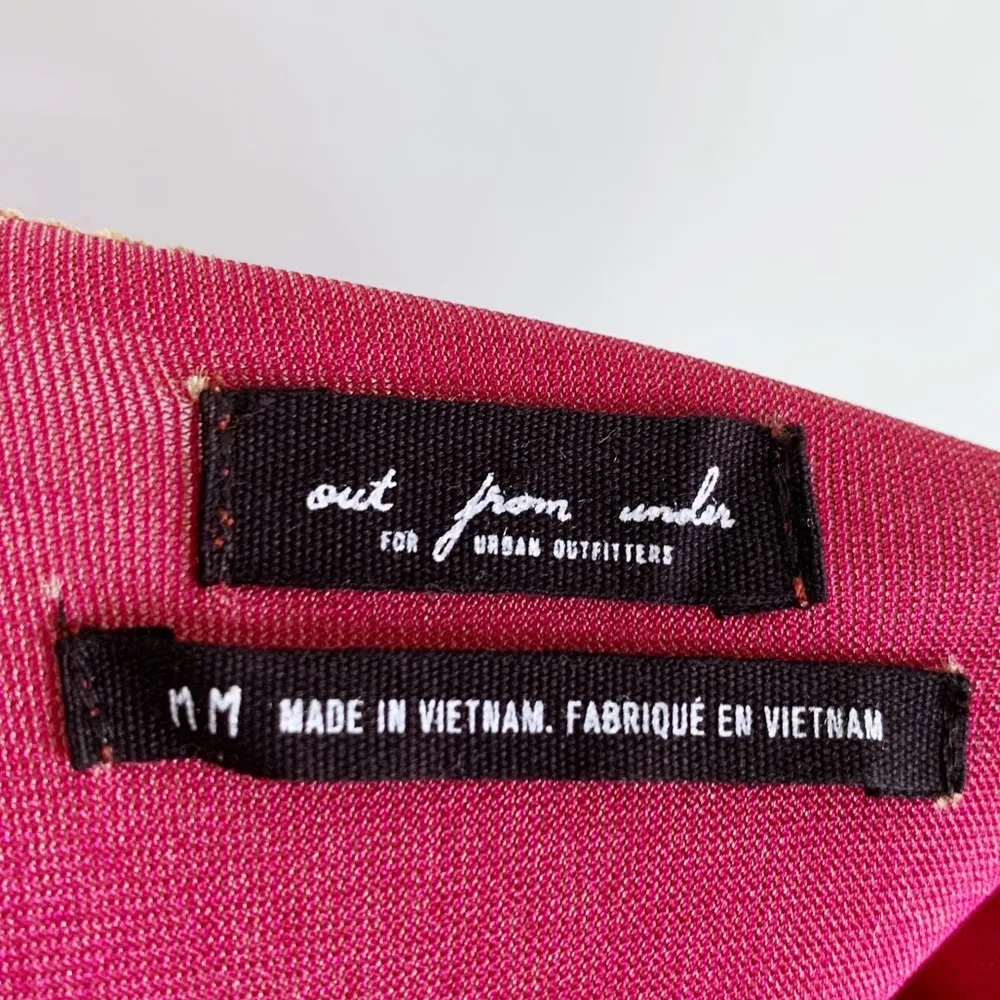 out from under
FOR URBAN OUTFITTERS
M M MADE IN VIETNAM. FABRIQUÉ EN VIETNAM